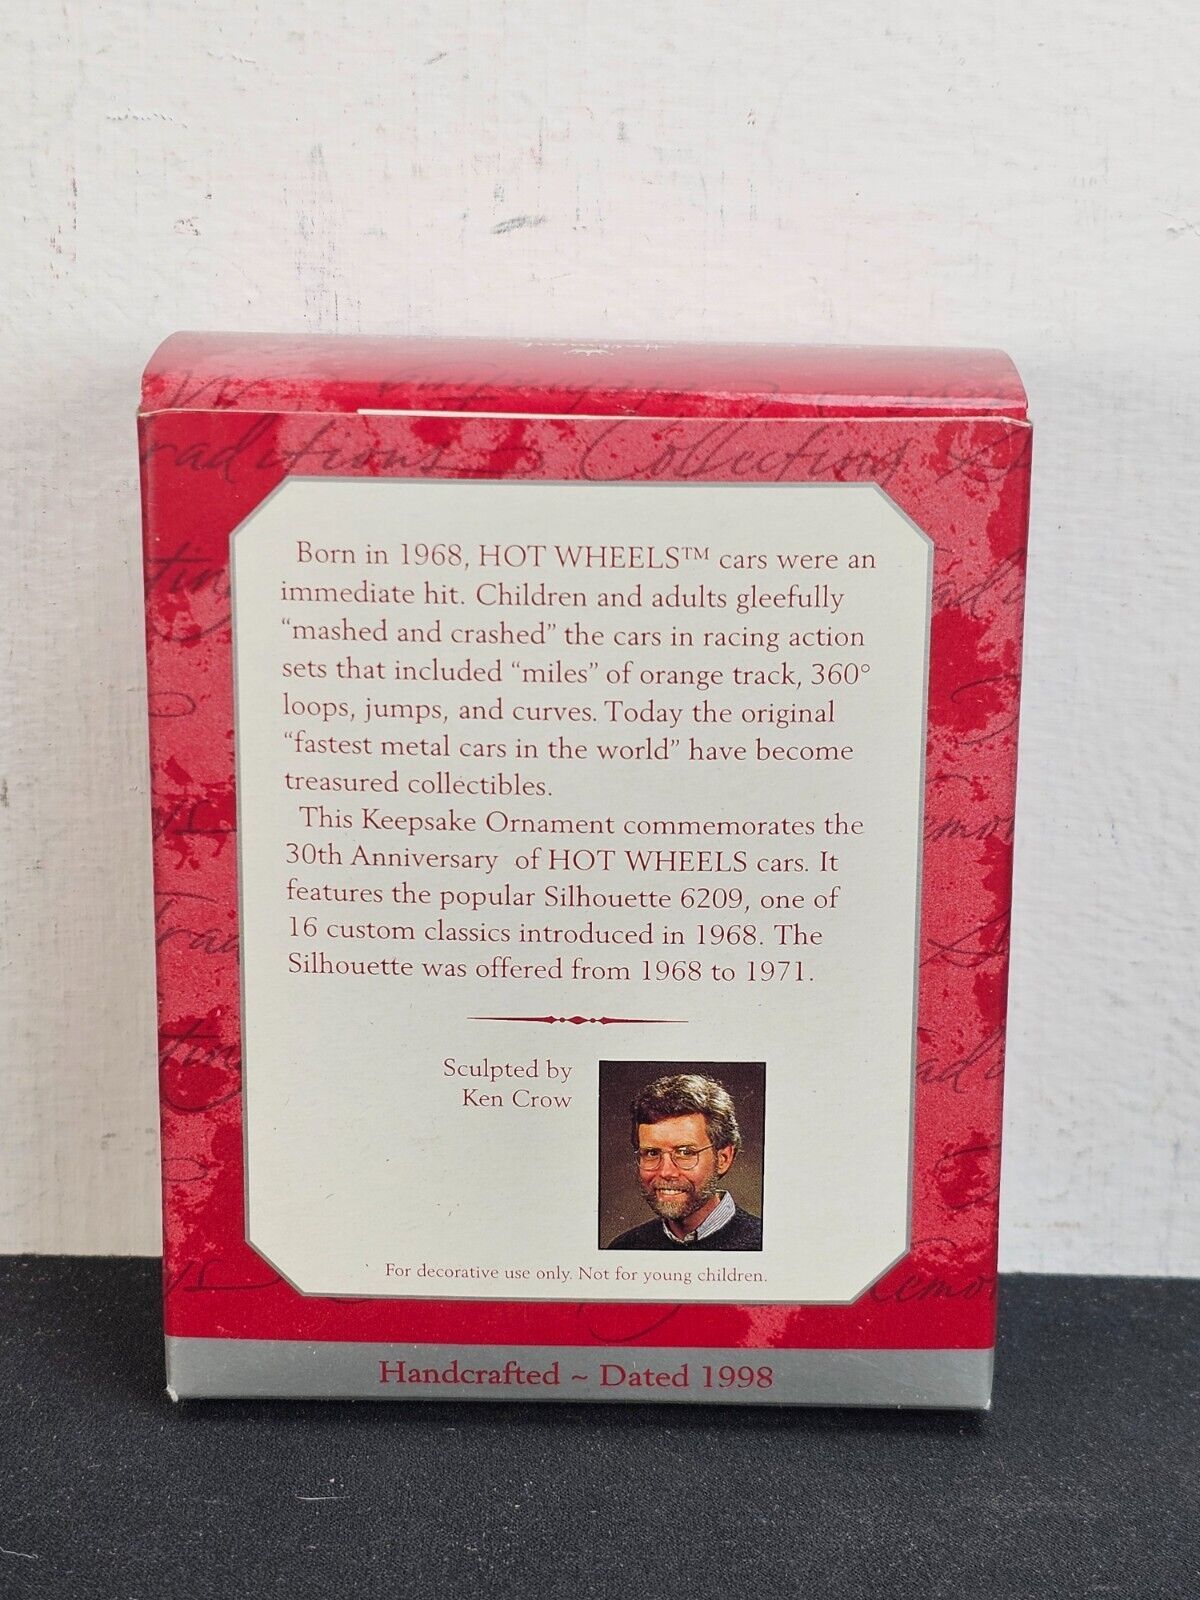 Hallmark
Traditions Collecting
Born in 1968, HOT WHEELS™ cars were an
immediate hit. Children and adults gleefully
“mashed and crashed” the cars in racing action
sets that included “miles” of orange track, 360°
loops, jumps, and curves. Today the original
“fastest metal cars in the world” have become
treasured collectibles.
This Keepsake Ornament commemorates the
30th Anniversary of HOT WHEELS cars. It
features the popular Silhouette 6209, one of
16 custom classics introduced in 1968. The
Silhouette was offered from 1968 to 1971.
Sculpted by
Ken Crow
For decorative use only. Not for young children.
Handcrafted ~ Dated 1998